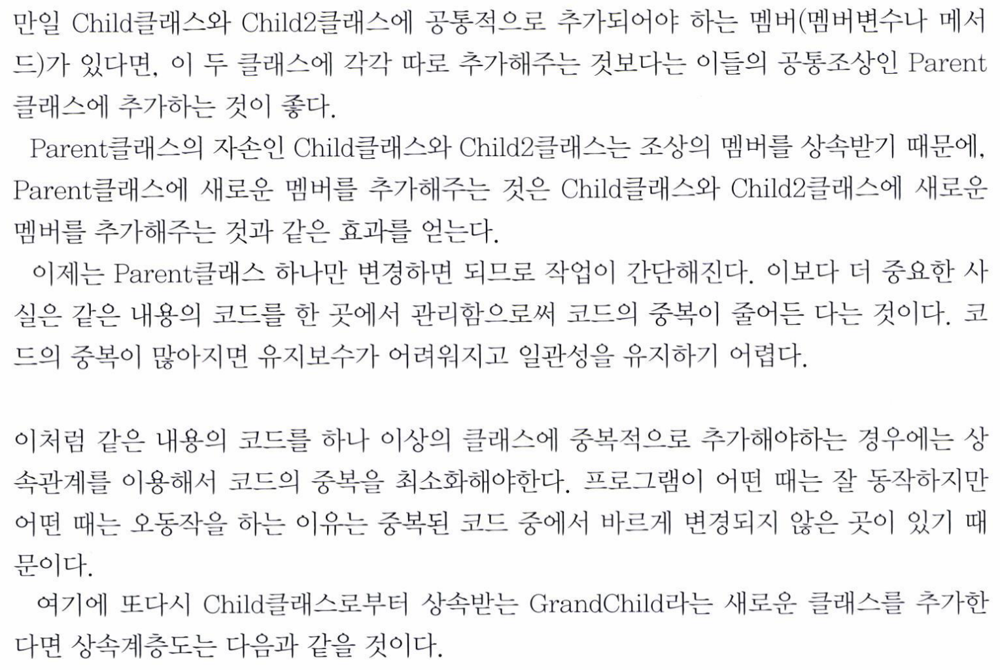 만일 Child클래스와 Child2클래스에 공통적으로 추가되어야 하는 멤버(멤버변수나 메서
드)가 있다면, 이 두 클래스에 각각 따로 추가해주는 것보다는 이들의 공통조상인 Parent
클래스에 추가하는 것이 좋다.
Parent클래스의 자손인 Child클래스와 Child2클래스는 조상의 멤버를 상속받기 때문에,
Parent클래스에 새로운 멤버를 추가해주는 것은 Child클래스와 Child2클래스에 새로운
멤버를 추가해주는 것과 같은 효과를 얻는다.
이제는 Parent클래스 하나만 변경하면 되므로 작업이 간단해진다. 이보다 더 중요한 사
실은 같은 내용의 코드를 한 곳에서 관리함으로써 코드의 중복이 줄어든 다는 것이다. 코
드의 중복이 많아지면 유지보수가 어려워지고 일관성을 유지하기 어렵다.
이처럼 같은 내용의 코드를 하나 이상의 클래스에 중복적으로 추가해야하는 경우에는 상
속관계를 이용해서 코드의 중복을 최소화해야한다. 프로그램이 어떤 때는 잘 동작하지만
어떤 때는 오동작을 하는 이유는 중복된 코드 중에서 바르게 변경되지 않은 곳이 있기 때
문이다.
여기에 또다시 Child클래스로부터 상속받는 GrandChild라는 새로운 클래스를 추가한
다면 상속계층도는 다음과 같을 것이다.